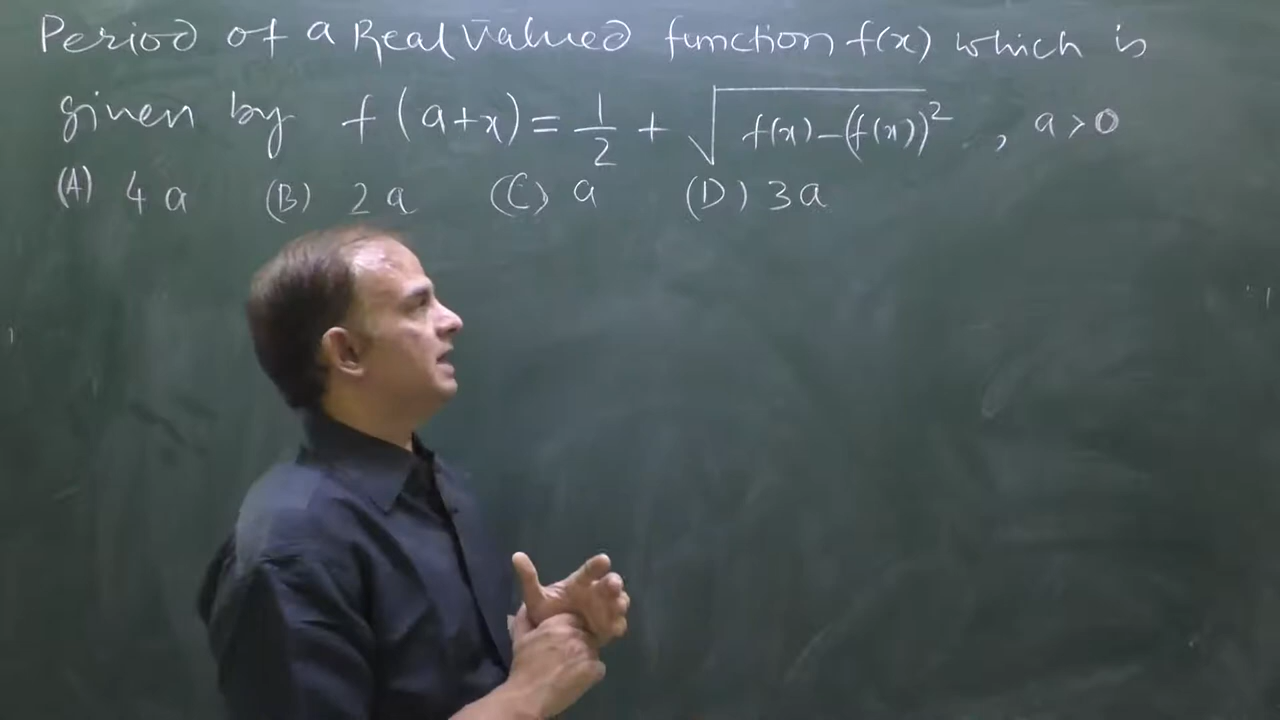 Period of a Real Valued function f(x) which is
given by f(a+x) = 1/2 + √(f(x)-(f(x))²) , a>0
(A) 4a (B) 2a (C) a (D) 3a